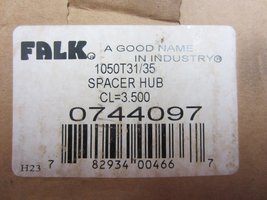 FALK® A GOOD NAME
IN INDUSTRY®
1050T31/35
SPACER HUB
CL=3.500
0744097
H23 7 82934 00466 7